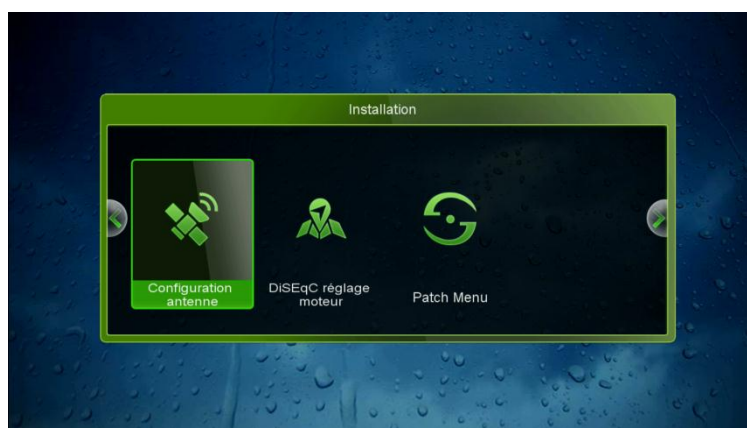 Installation
Configuration
antenne
DiSEqC réglage
moteur
Patch Menu